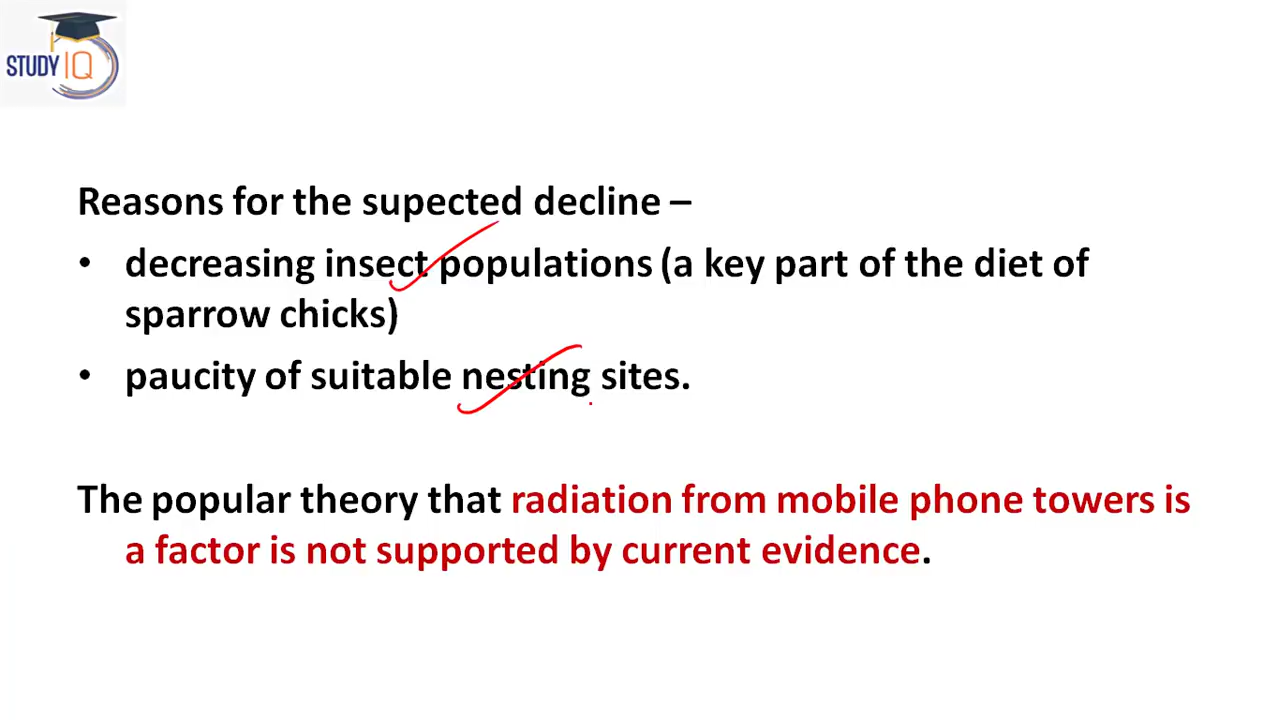 STUDY IQ
Reasons for the supected decline –
• decreasing insect populations (a key part of the diet of
sparrow chicks)
• paucity of suitable nesting sites.
The popular theory that radiation from mobile phone towers is
a factor is not supported by current evidence.